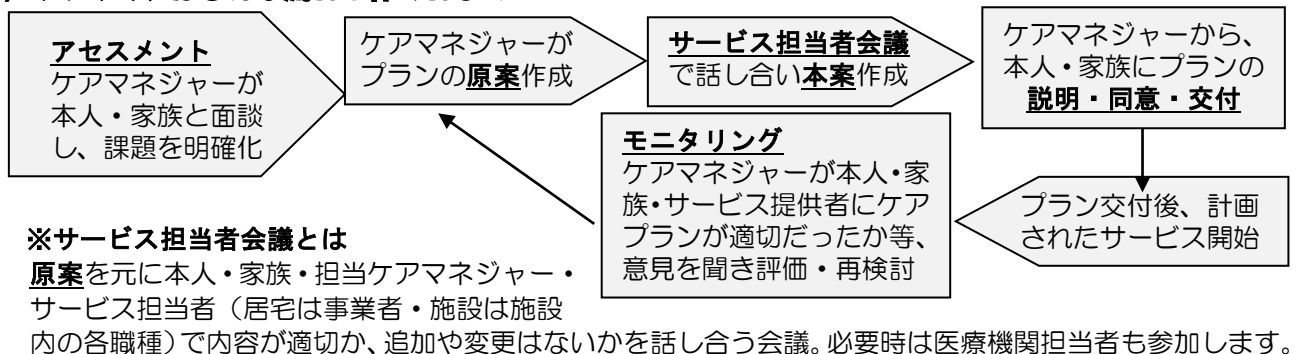 アセスメント
ケアマネジャーが
本人・家族と面談
し、課題を明確化
ケアマネジャーが
プランの原案作成
サービス担当者会議
で話し合い本案作成
ケアマネジャーから、
本人・家族にプランの
説明・同意・交付
プラン交付後、計画
されたサービス開始
モニタリング
ケアマネジャーが本人・家
族・サービス提供者にケア
プランが適切だったか等、
意見を聞き評価・再検討
※サービス担当者会議とは
原案を元に本人・家族・担当ケアマネジャー・
サービス担当者（居宅は事業者・施設は施設
内の各職種）で内容が適切か、追加や変更はないかを話し合う会議。必要時は医療機関担当者も参加します。